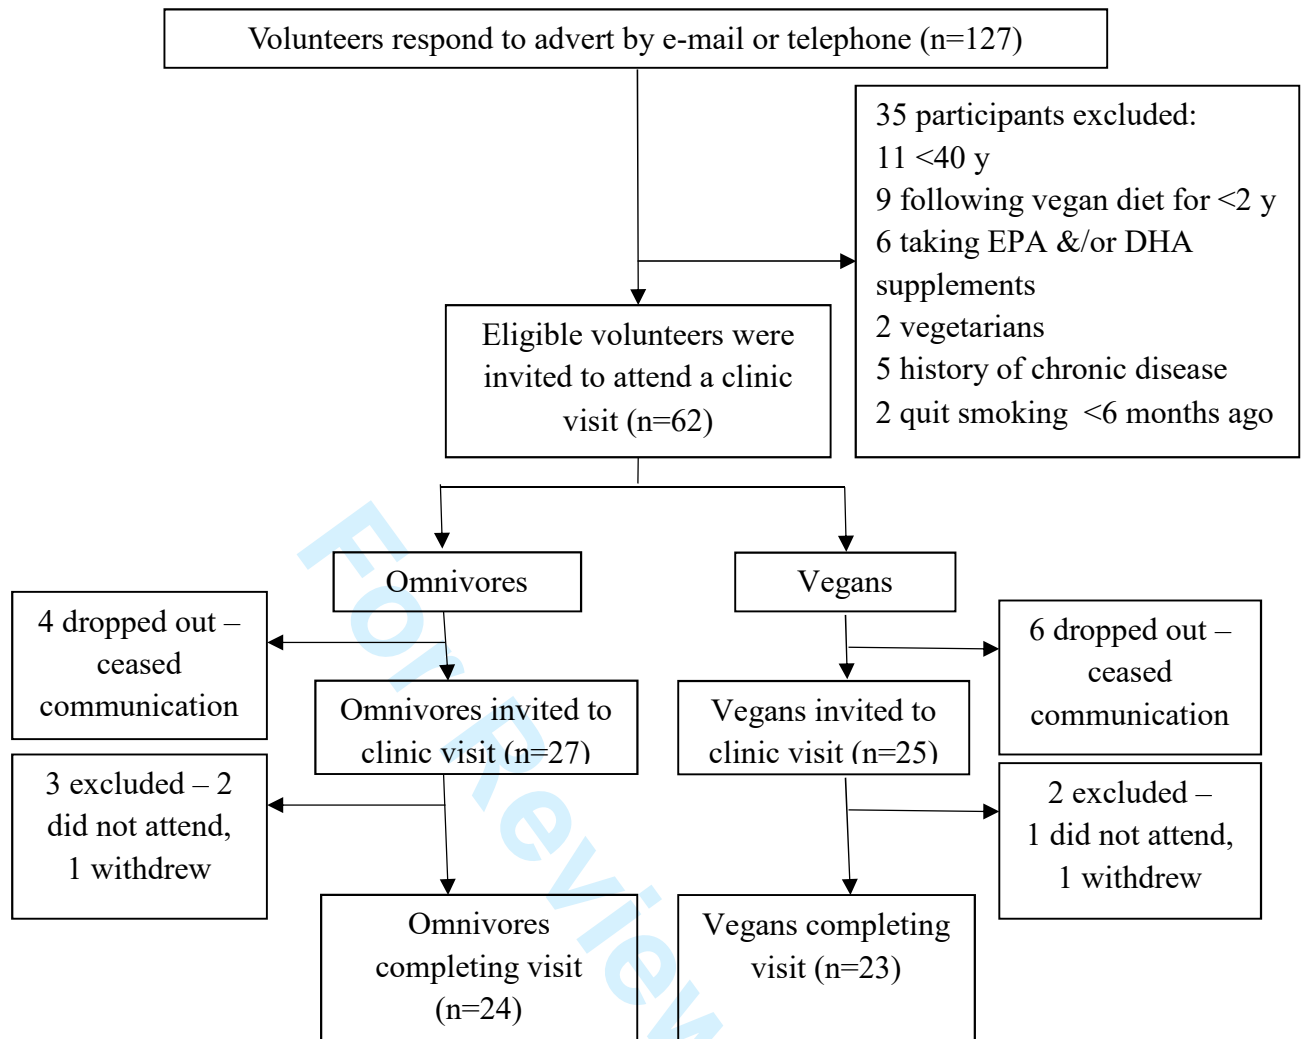 Volunteers respond to advert by e-mail or telephone (n=127)
35 participants excluded:
11 <40 y
9 following vegan diet for <2 y
6 taking EPA &/or DHA
supplements
2 vegetarians
5 history of chronic disease
2 quit smoking  <6 months ago
Eligible volunteers were
invited to attend a clinic
visit (n=62)
Omnivores
Vegans
4 dropped out –
ceased
communication
6 dropped out –
ceased
communication
Omnivores invited to
clinic visit (n=27)
Vegans invited to
clinic visit (n=25)
3 excluded – 2
did not attend,
1 withdrew
2 excluded –
1 did not attend,
1 withdrew
Omnivores
completing visit
(n=24)
Vegans completing
visit (n=23)
For Review